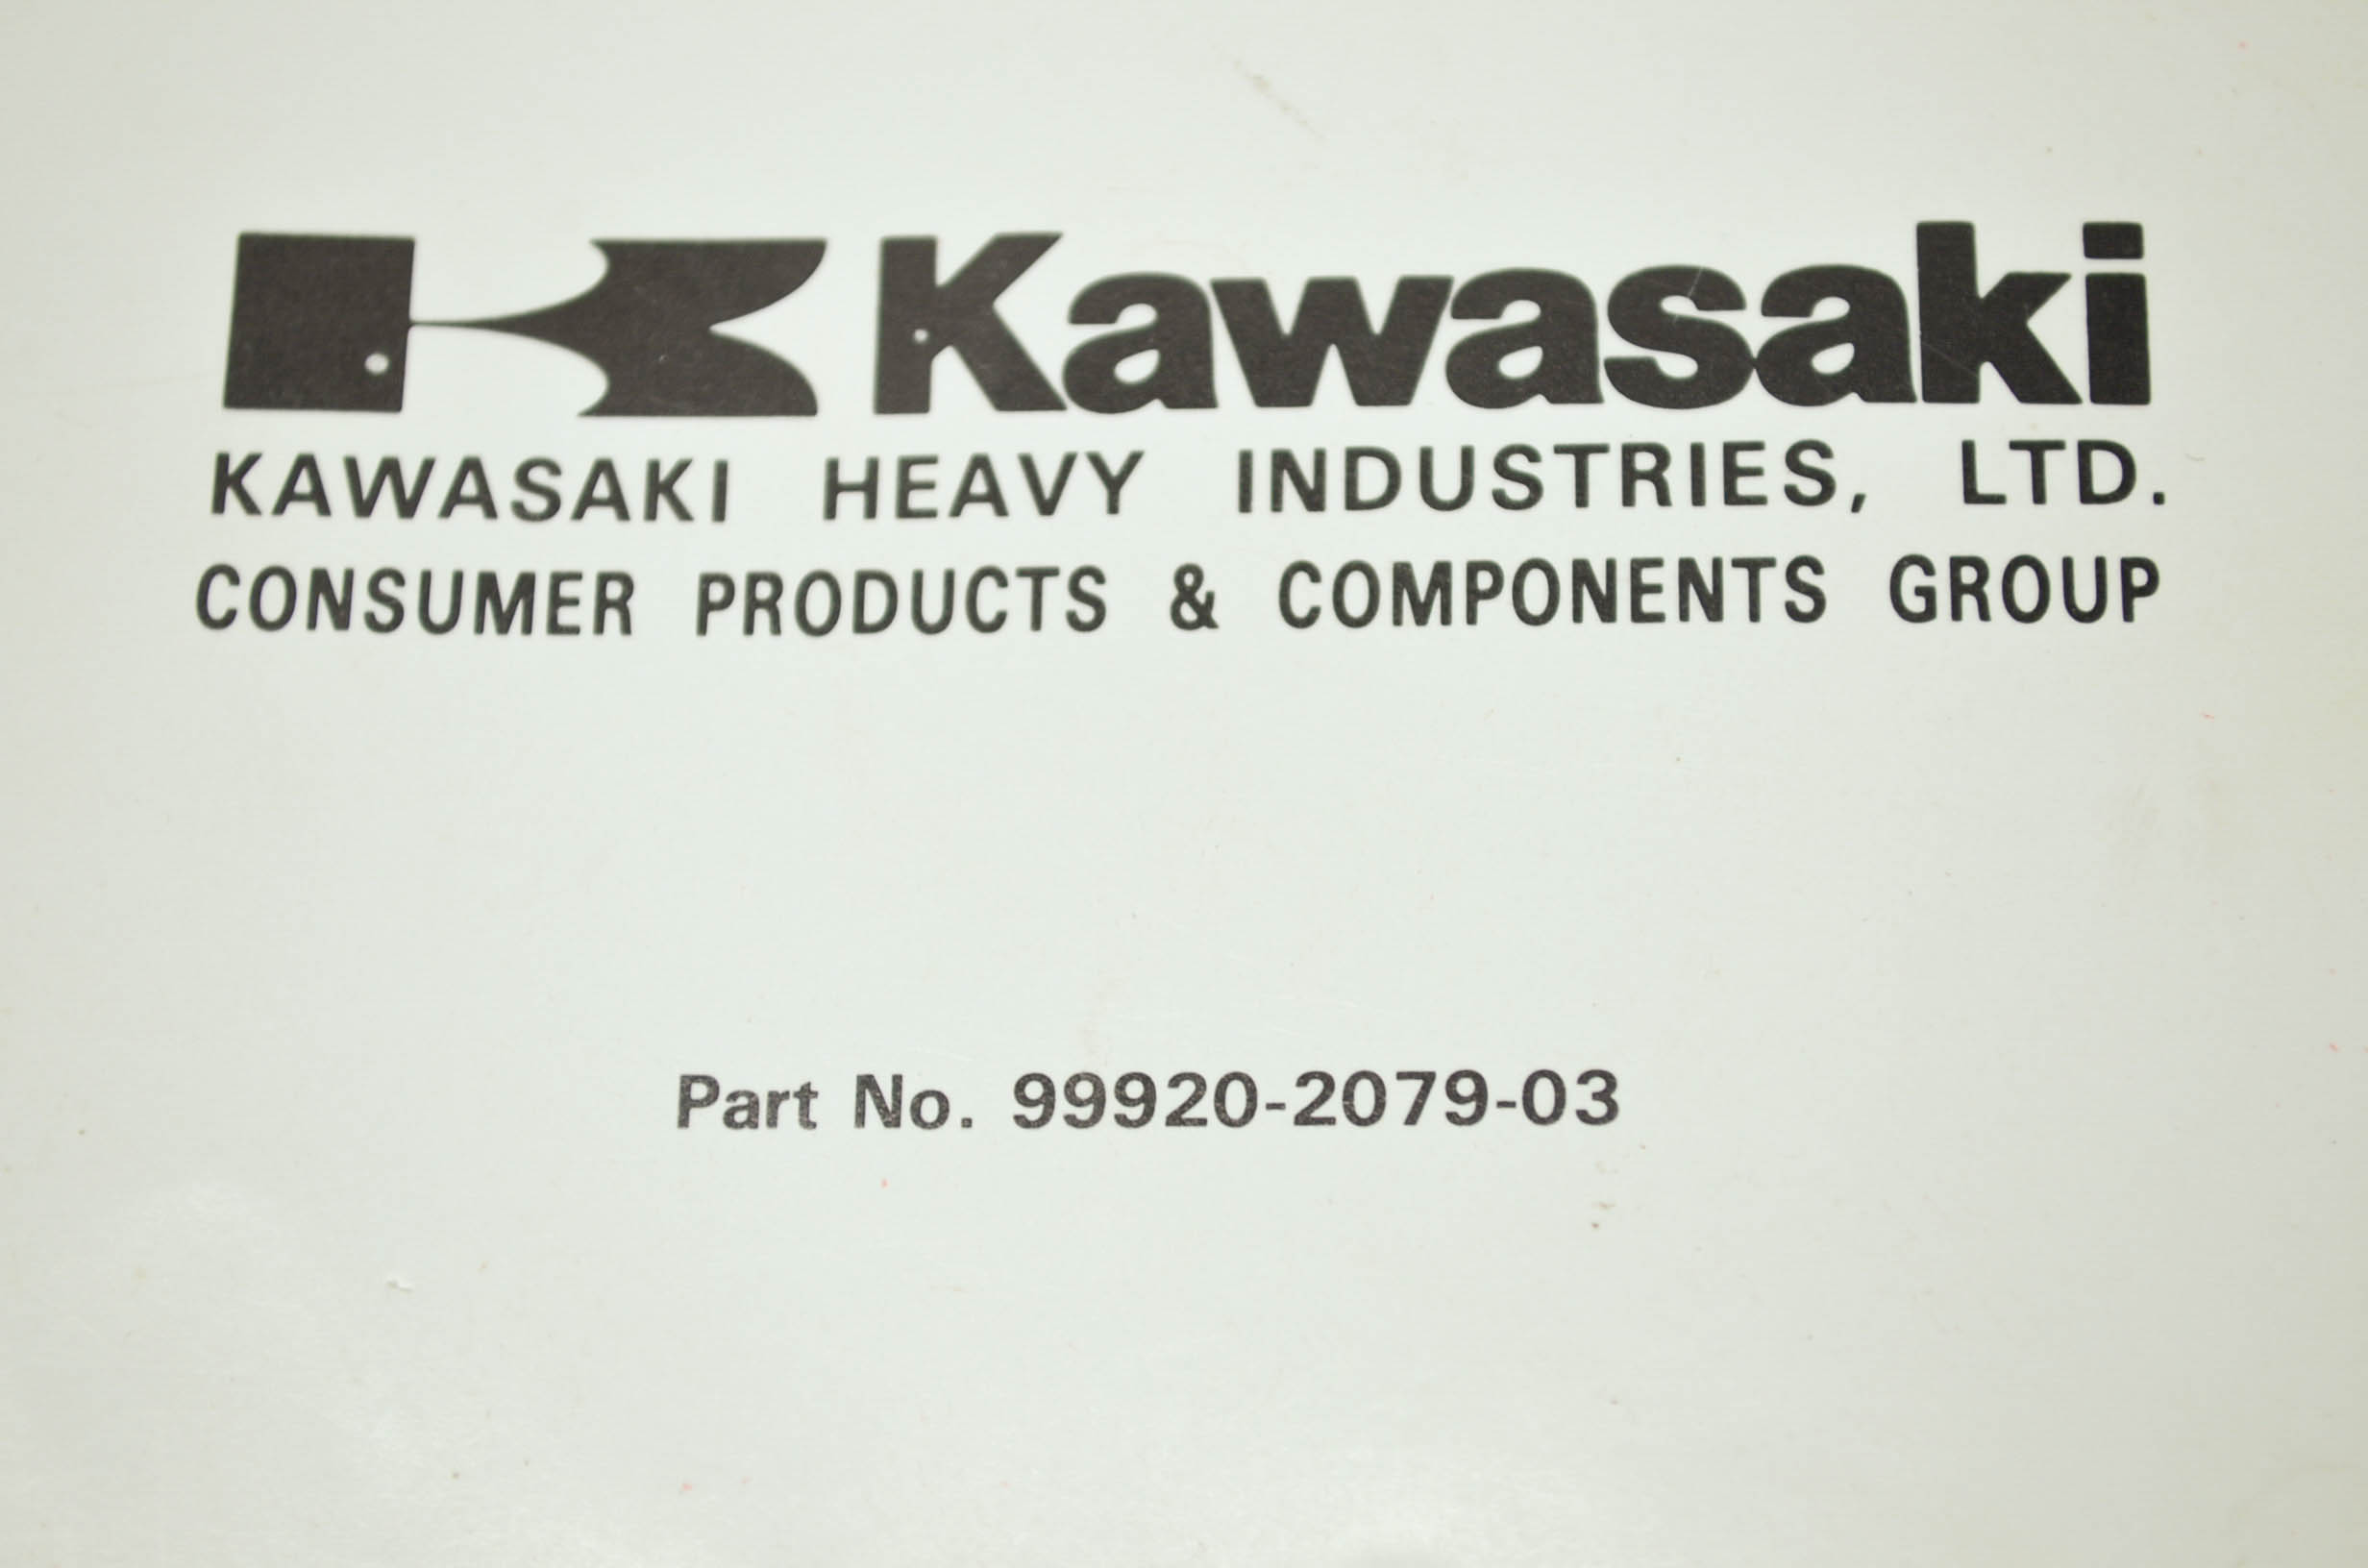 Kawasaki
KAWASAKI HEAVY INDUSTRIES, LTD.
CONSUMER PRODUCTS & COMPONENTS GROUP
Part No. 99920-2079-03